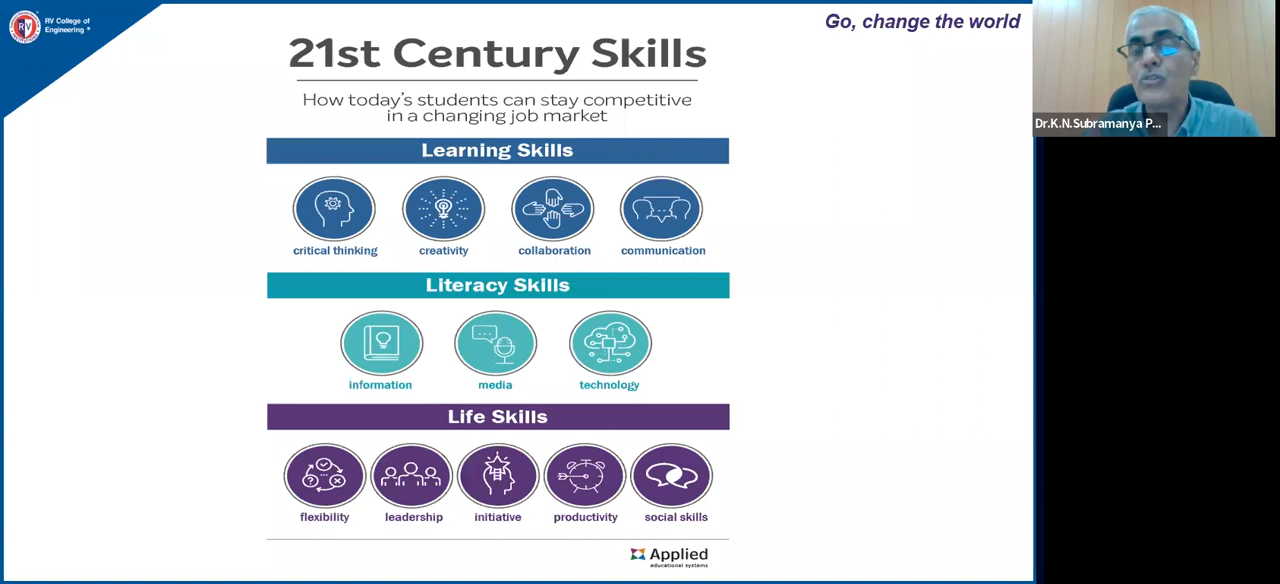 RV College of
Engineering
Go, change the world
Dr.K.N.Subramanya P...
21st Century Skills
How today's students can stay competitive
in a changing job market
Learning Skills
critical thinking creativity collaboration communication
Literacy Skills
information media technology
Life Skills
flexibility leadership initiative productivity social skills
Applied
educational systems